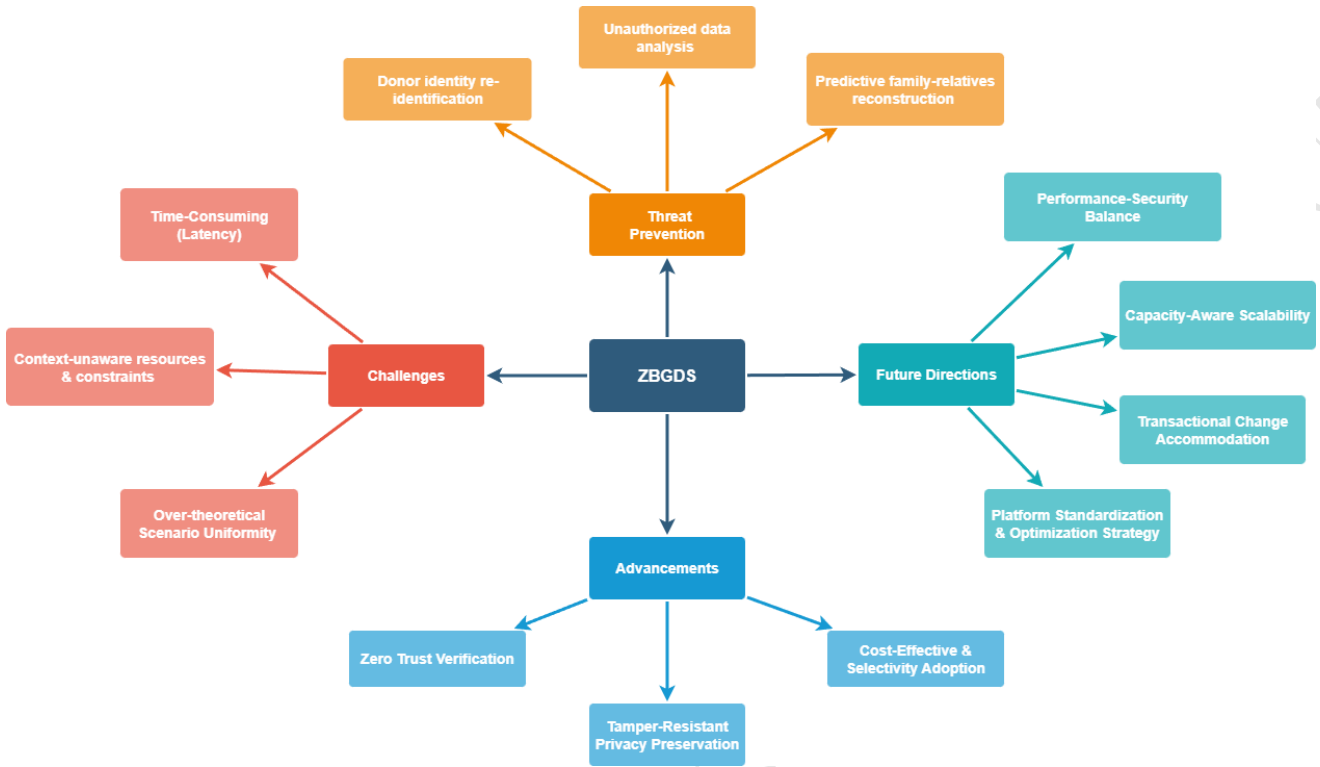 Unauthorized data
analysis
Donor identity re-
identification
Predictive family-relatives
reconstruction
Threat
Prevention
Time-Consuming
(Latency)
Performance-Security
Balance
Context-unaware resources
& constraints
Challenges
ZBGDS
Future Directions
Capacity-Aware Scalability
Transactional Change
Accommodation
Over-theoretical
Scenario Uniformity
Platform Standardization
& Optimization Strategy
Advancements
Zero Trust Verification
Cost-Effective &
Selectivity Adoption
Tamper-Resistant
Privacy Preservation